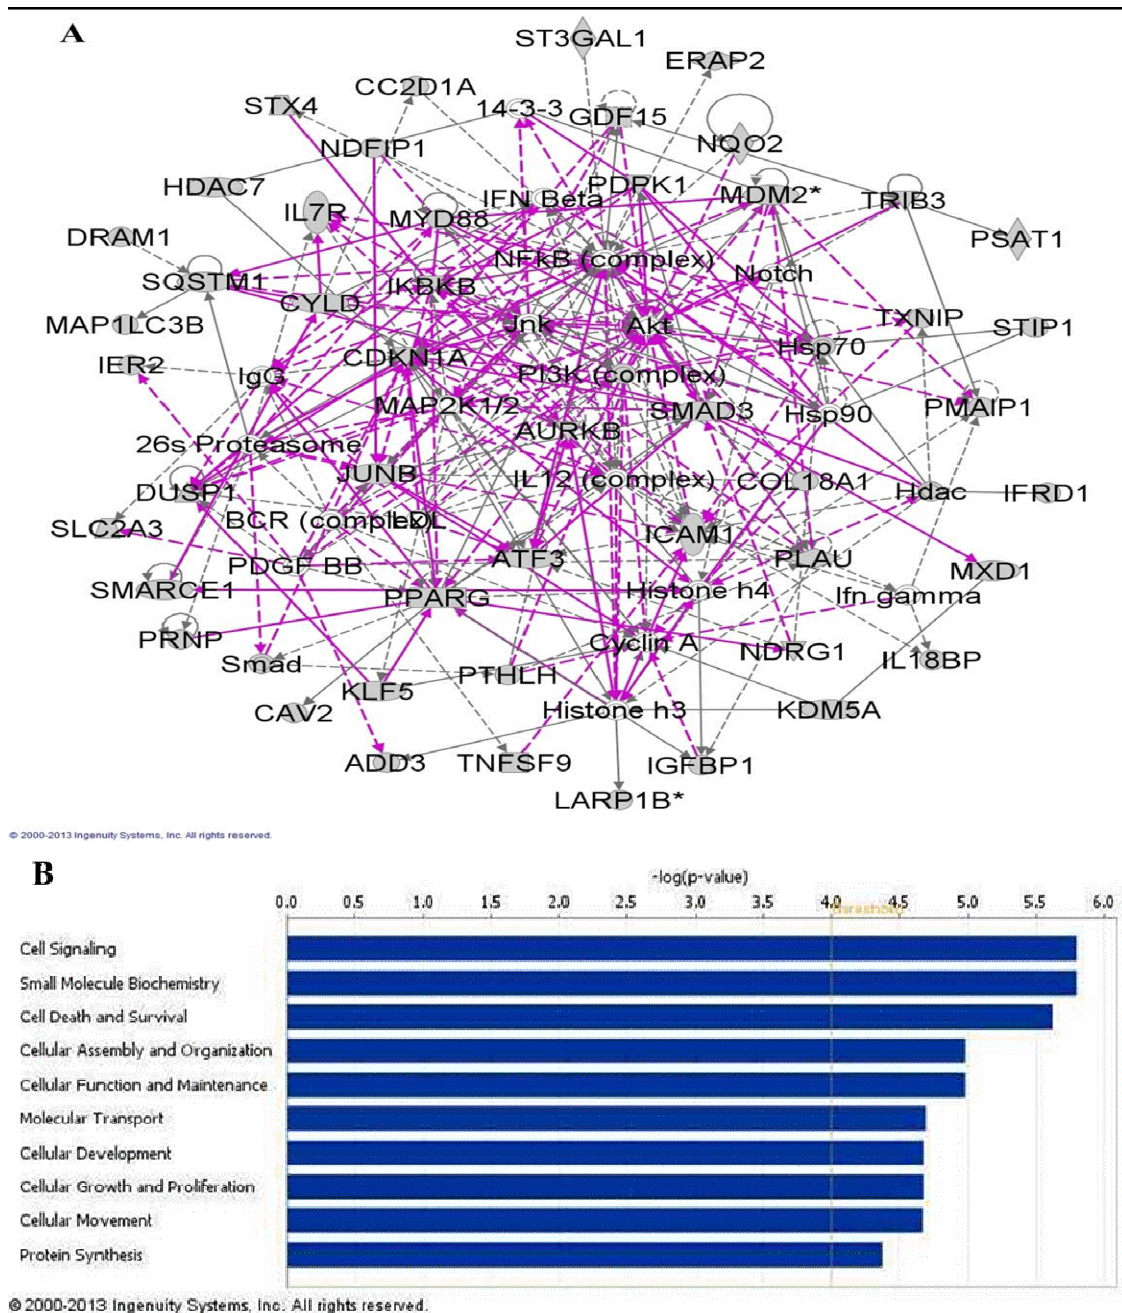 A
ST3GAL1
ERAP2
CC2D1A
STX4
14-3-3
GDF15
NDFIP1
NQO2
HDAC7
IFN Beta
PDPK1
MDM2*
TRIB3
IL7R
MYD88
DRAM1
PSAT1
NFkB (complex)
Notch
SQSTM1
CYLD
IKBKB
MAP1LC3B
Jnk
Akt
TXNIP
STIP1
Hsp70
IER2
CDKN1A
IgG
PI3K (complex)
MAP2K1/2
SMAD3
Hsp90
PMAIP1
26s Proteasome
AURKB
JUNB
IL12 (complex)
COL18A1
DUSP1
Hdac
IFRD1
SLC2A3
BCR (complex)
LDL
ICAM1
PDGF BB
ATF3
PLAU
MXD1
SMARCE1
PPARG
Histone h4
Ifn gamma
PRNP
Cyclin A
NDRG1
IL18BP
Smad
PTHLH
KLF5
CAV2
Histone h3
KDM5A
ADD3
TNFSF9
IGFBP1
LARP1B*
© 2000-2013 Ingenuity Systems, Inc. All rights reserved.
B
-log(p-value)
0.0 0.5 1.0 1.5 2.0 2.5 3.0 3.5 4.0 4.5 5.0 5.5 6.0
threshold
Cell Signaling
Small Molecule Biochemistry
Cell Death and Survival
Cellular Assembly and Organization
Cellular Function and Maintenance
Molecular Transport
Cellular Development
Cellular Growth and Proliferation
Cellular Movement
Protein Synthesis
© 2000-2013 Ingenuity Systems, Inc. All rights reserved.